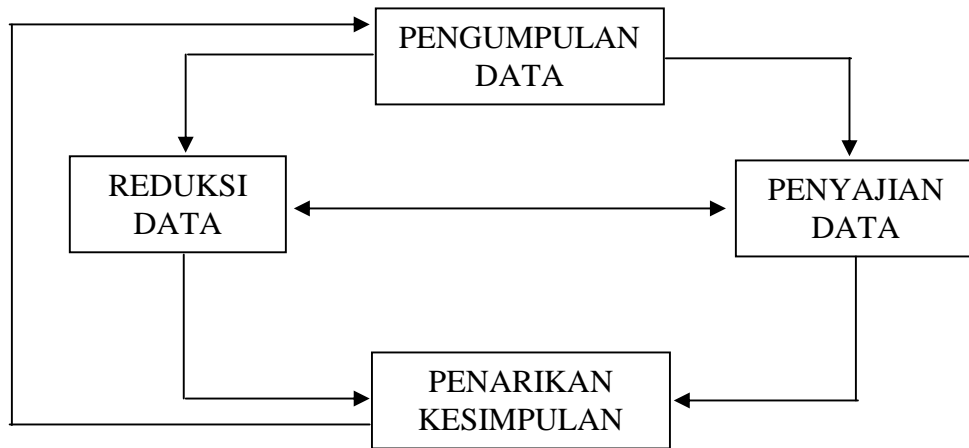 PENGUMPULAN
DATA
REDUKSI
DATA
PENYAJIAN
DATA
PENARIKAN
KESIMPULAN